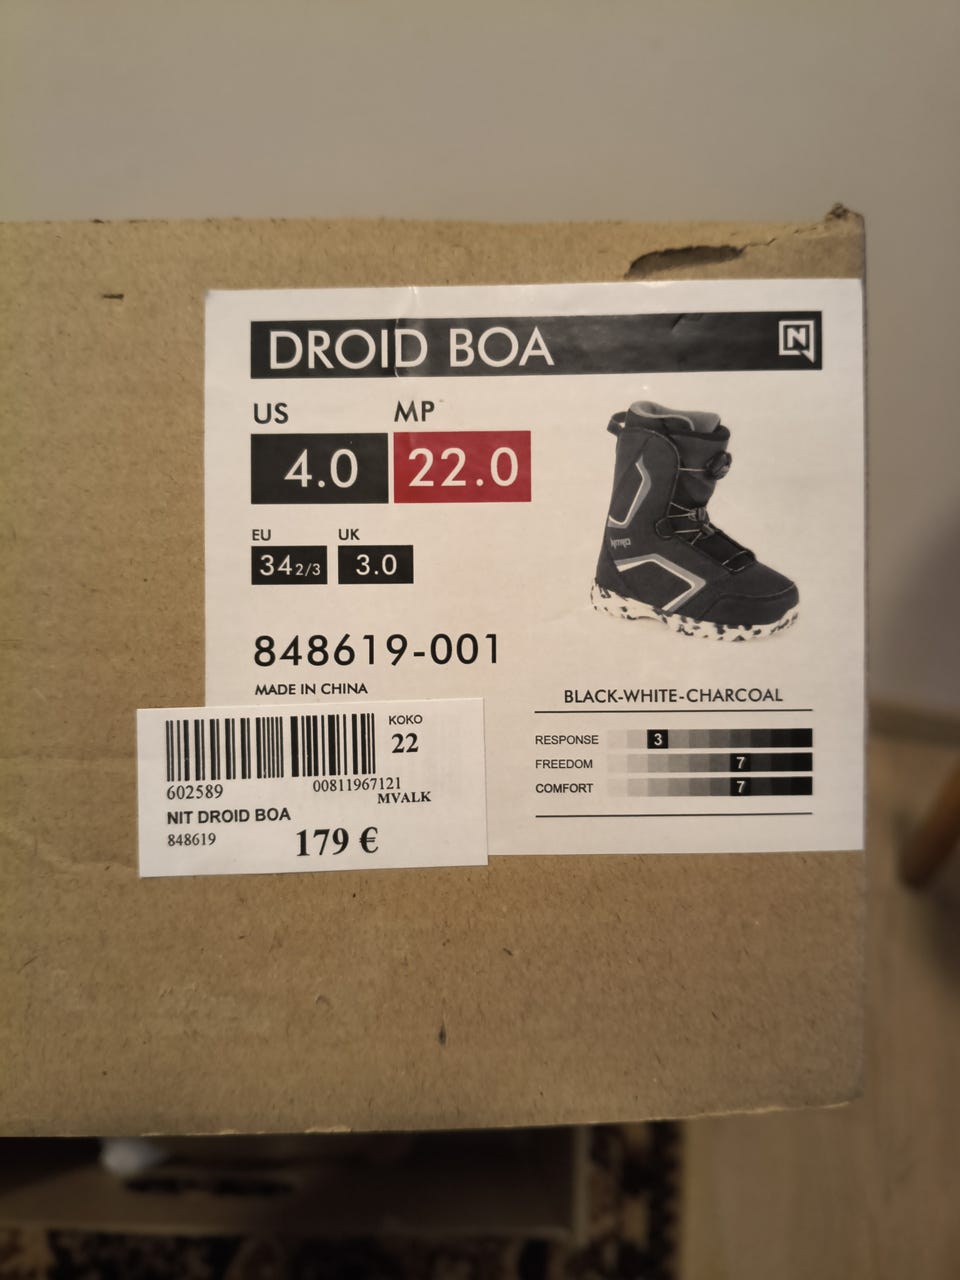 DROID BOA N
US MP
4.0 22.0
EU UK
34 2/3 3.0
NITRO
848619-001
MADE IN CHINA
BLACK-WHITE-CHARCOAL
RESPONSE 3
FREEDOM 7
COMFORT 7
KOKO
22
602589 00811967121
MVALK
NIT DROID BOA
848619 179 €